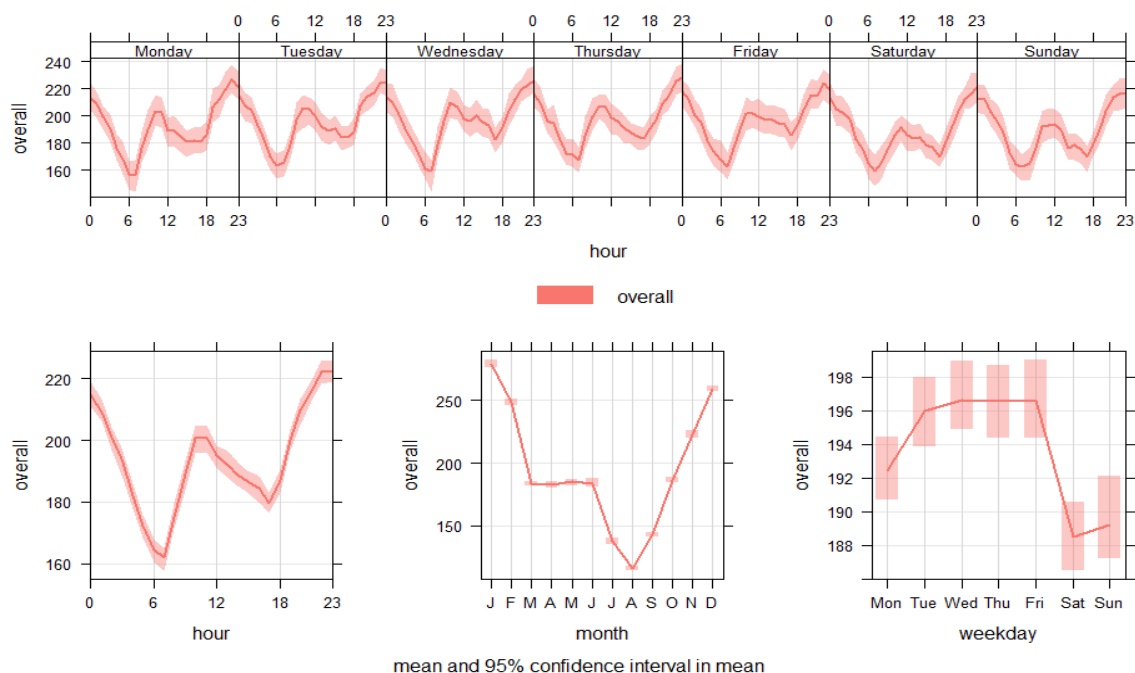 0 6 12 18 23 0 6 12 18 23 0 6 12 18 23
Monday Tuesday Wednesday Thursday Friday Saturday Sunday
240
220
200
180
160
overall
0 6 12 18 23 0 6 12 18 23 0 6 12 18 23 0 6 12 18 23
hour
overall
220
200
180
160
overall
0 6 12 18 23
hour
250
200
150
overall
J F M A M J J A S O N D
month
198
196
194
192
190
188
overall
Mon Tue Wed Thu Fri Sat Sun
weekday
mean and 95% confidence interval in mean